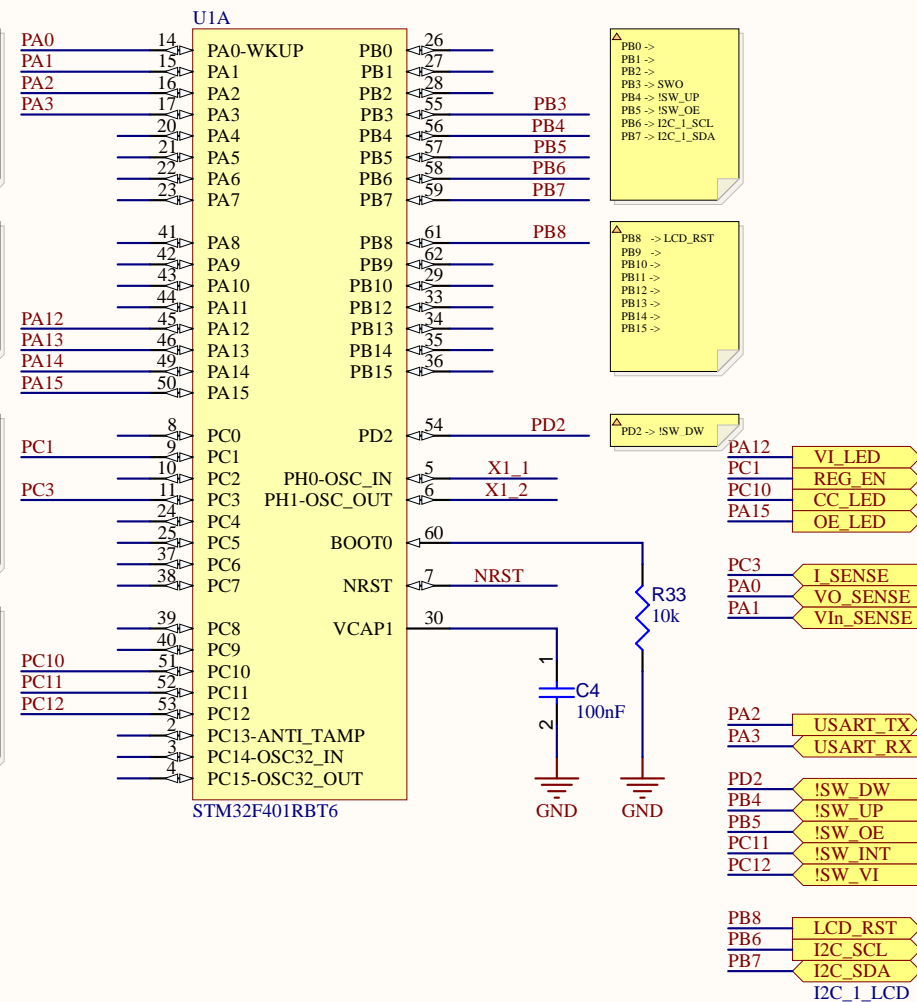 U1A
PA0 14 PA0-WKUP PB0 26
PA1 15 PA1 PB1 27
PA2 16 PA2 PB2 28
PA3 17 PA3 PB3 55 PB3
20 PA4 PB4 56 PB4
21 PA5 PB5 57 PB5
22 PA6 PB6 58 PB6
23 PA7 PB7 59 PB7
41 PA8 PB8 61 PB8
42 PA9 PB9 62
43 PA10 PB10 29
44 PA11 PB12 33
PA12 45 PA12 PB13 34
PA13 46 PA13 PB14 35
PA14 49 PA14 PB15 36
PA15 50 PA15
8 PC0 PD2 54 PD2
PC1 9 PC1
10 PC2 PH0-OSC_IN 5 X1_1
PC3 11 PC3 PH1-OSC_OUT 6 X1_2
24 PC4
25 PC5 BOOT0 60
37 PC6
38 PC7 NRST 7 NRST
39 PC8 VCAP1 30
40 PC9
PC10 51 PC10
PC11 52 PC11
PC12 53 PC12
2 PC13-ANTI_TAMP
3 PC14-OSC32_IN
4 PC15-OSC32_OUT
STM32F401RBT6
R33
10k
1
C4
100nF
2
GND
GND
PB0 ->
PB1 ->
PB2 ->
PB3 -> SWO
PB4 -> !SW_UP
PB5 -> !SW_OE
PB6 -> I2C_1_SCL
PB7 -> I2C_1_SDA
PB8 -> LCD_RST
PB9 ->
PB10 ->
PB11 ->
PB12 ->
PB13 ->
PB14 ->
PB15 ->
PD2 -> !SW_DW
PA12 VI_LED
PC1 REG_EN
PC10 CC_LED
PA15 OE_LED
PC3 I_SENSE
PA0 VO_SENSE
PA1 VIn_SENSE
PA2 USART_TX
PA3 USART_RX
PD2 !SW_DW
PB4 !SW_UP
PB5 !SW_OE
PC11 !SW_INT
PC12 !SW_VI
PB8 LCD_RST
PB6 I2C_SCL
PB7 I2C_SDA
I2C_1_LCD